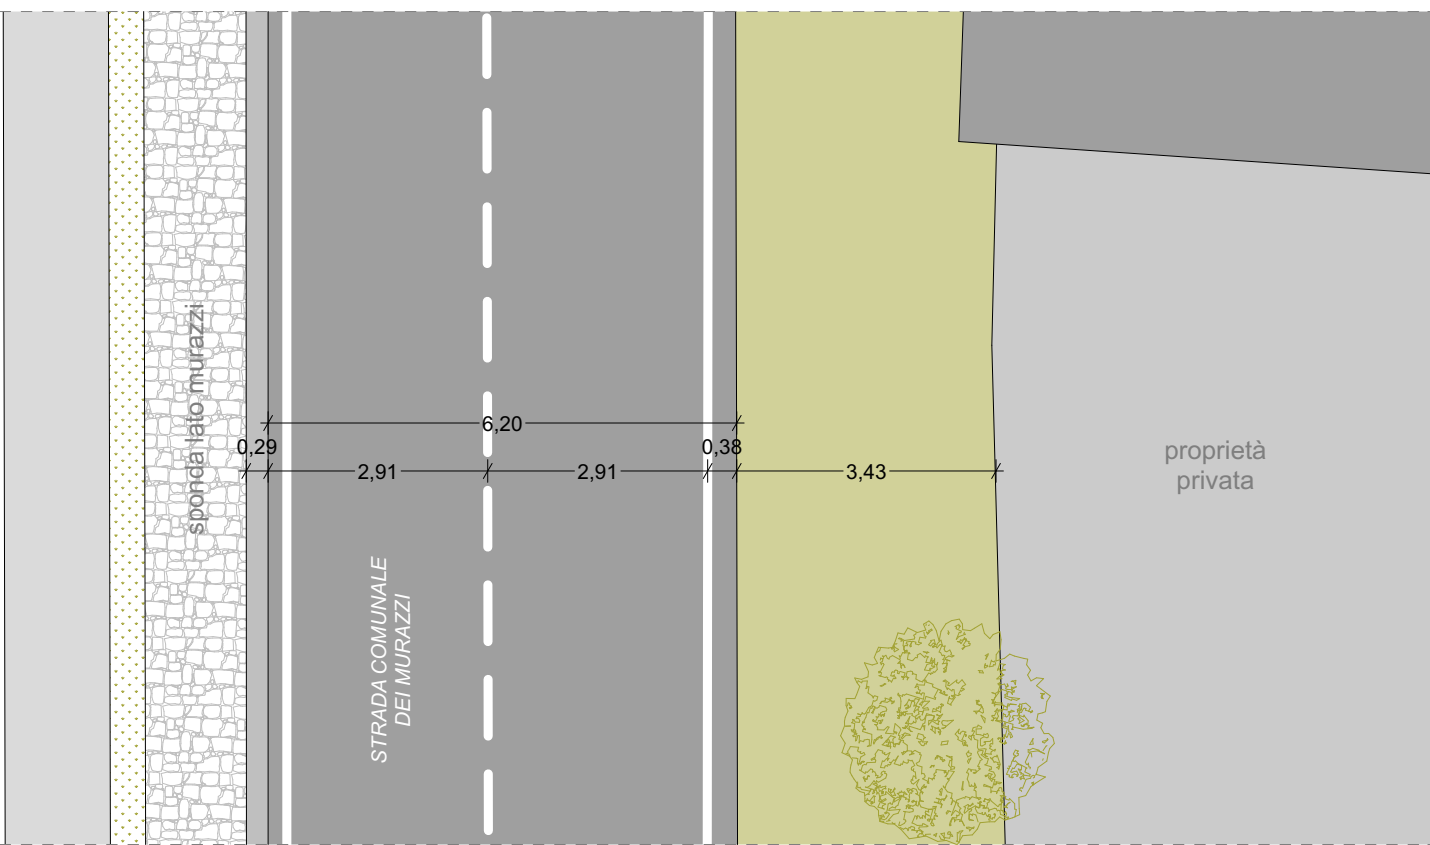 sponda lato murazzi
6,20
0,29
0,38
2,91
2,91
3,43
proprietà
privata
STRADA COMUNALE
DEI MURAZZI